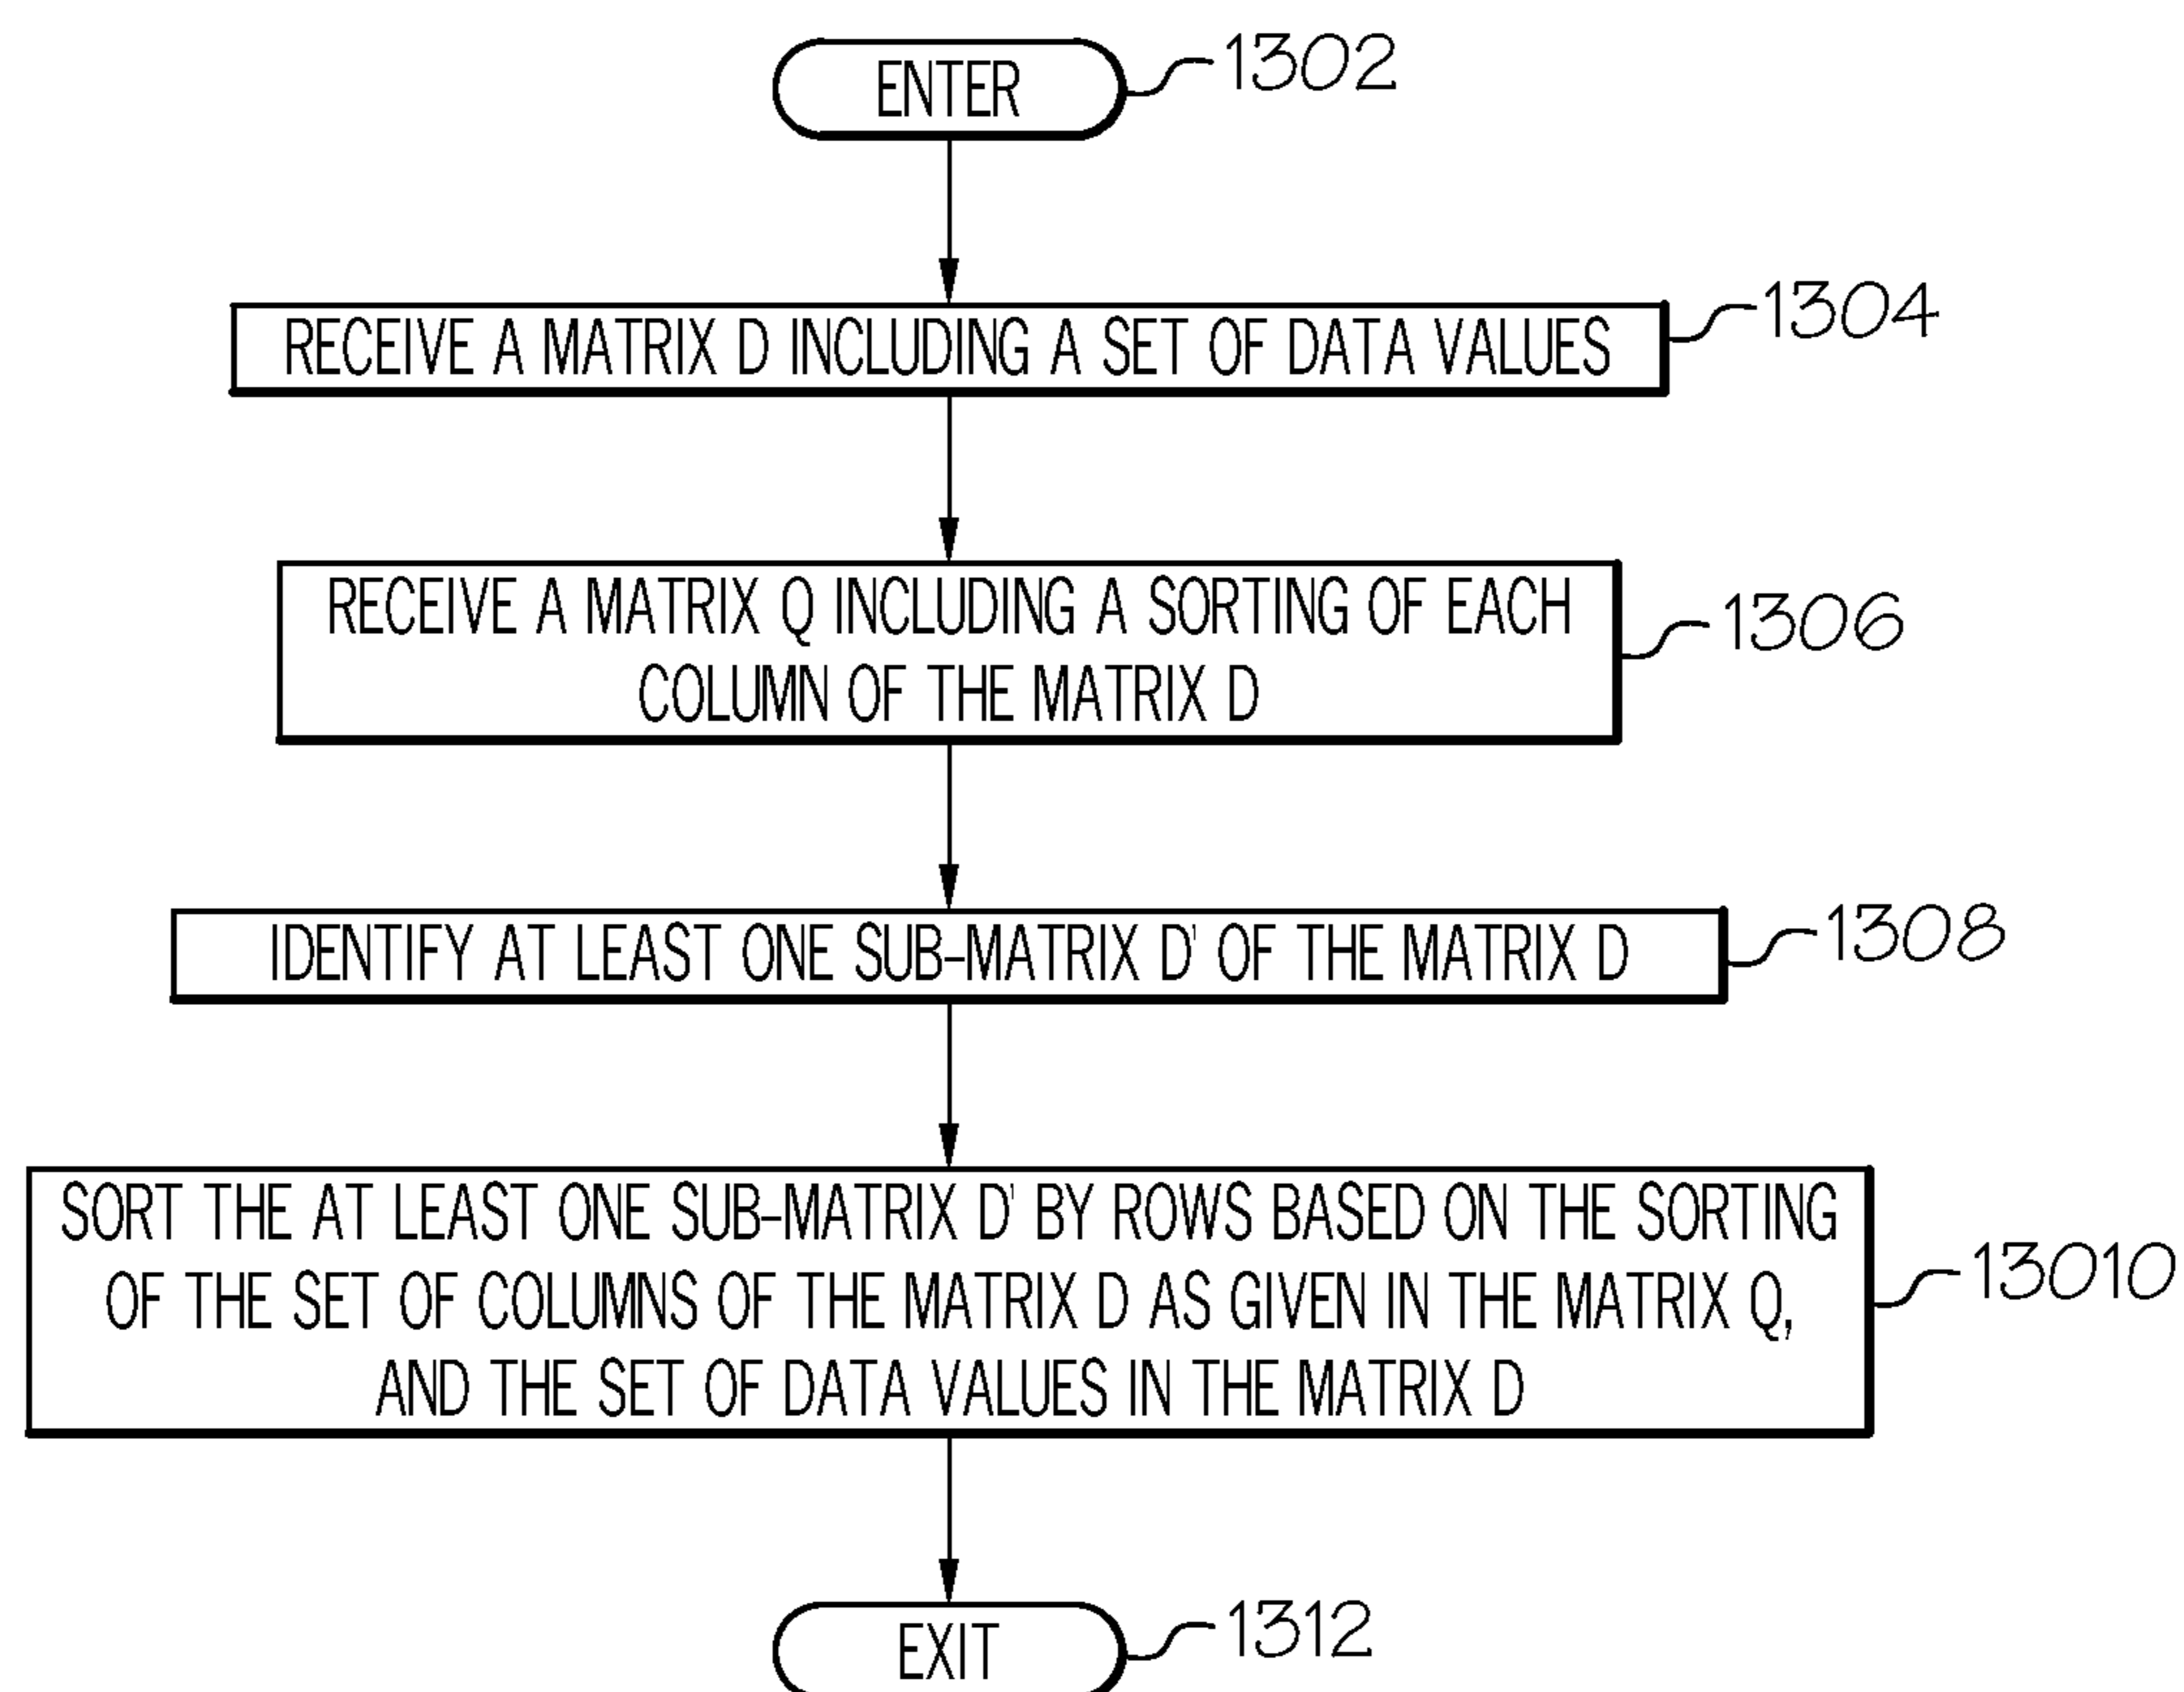 ENTER
1302
RECEIVE A MATRIX D INCLUDING A SET OF DATA VALUES
1304
RECEIVE A MATRIX Q INCLUDING A SORTING OF EACH
COLUMN OF THE MATRIX D
1306
IDENTIFY AT LEAST ONE SUB-MATRIX D' OF THE MATRIX D
1308
SORT THE AT LEAST ONE SUB-MATRIX D' BY ROWS BASED ON THE SORTING
OF THE SET OF COLUMNS OF THE MATRIX D AS GIVEN IN THE MATRIX Q,
AND THE SET OF DATA VALUES IN THE MATRIX D
13010
EXIT
1312